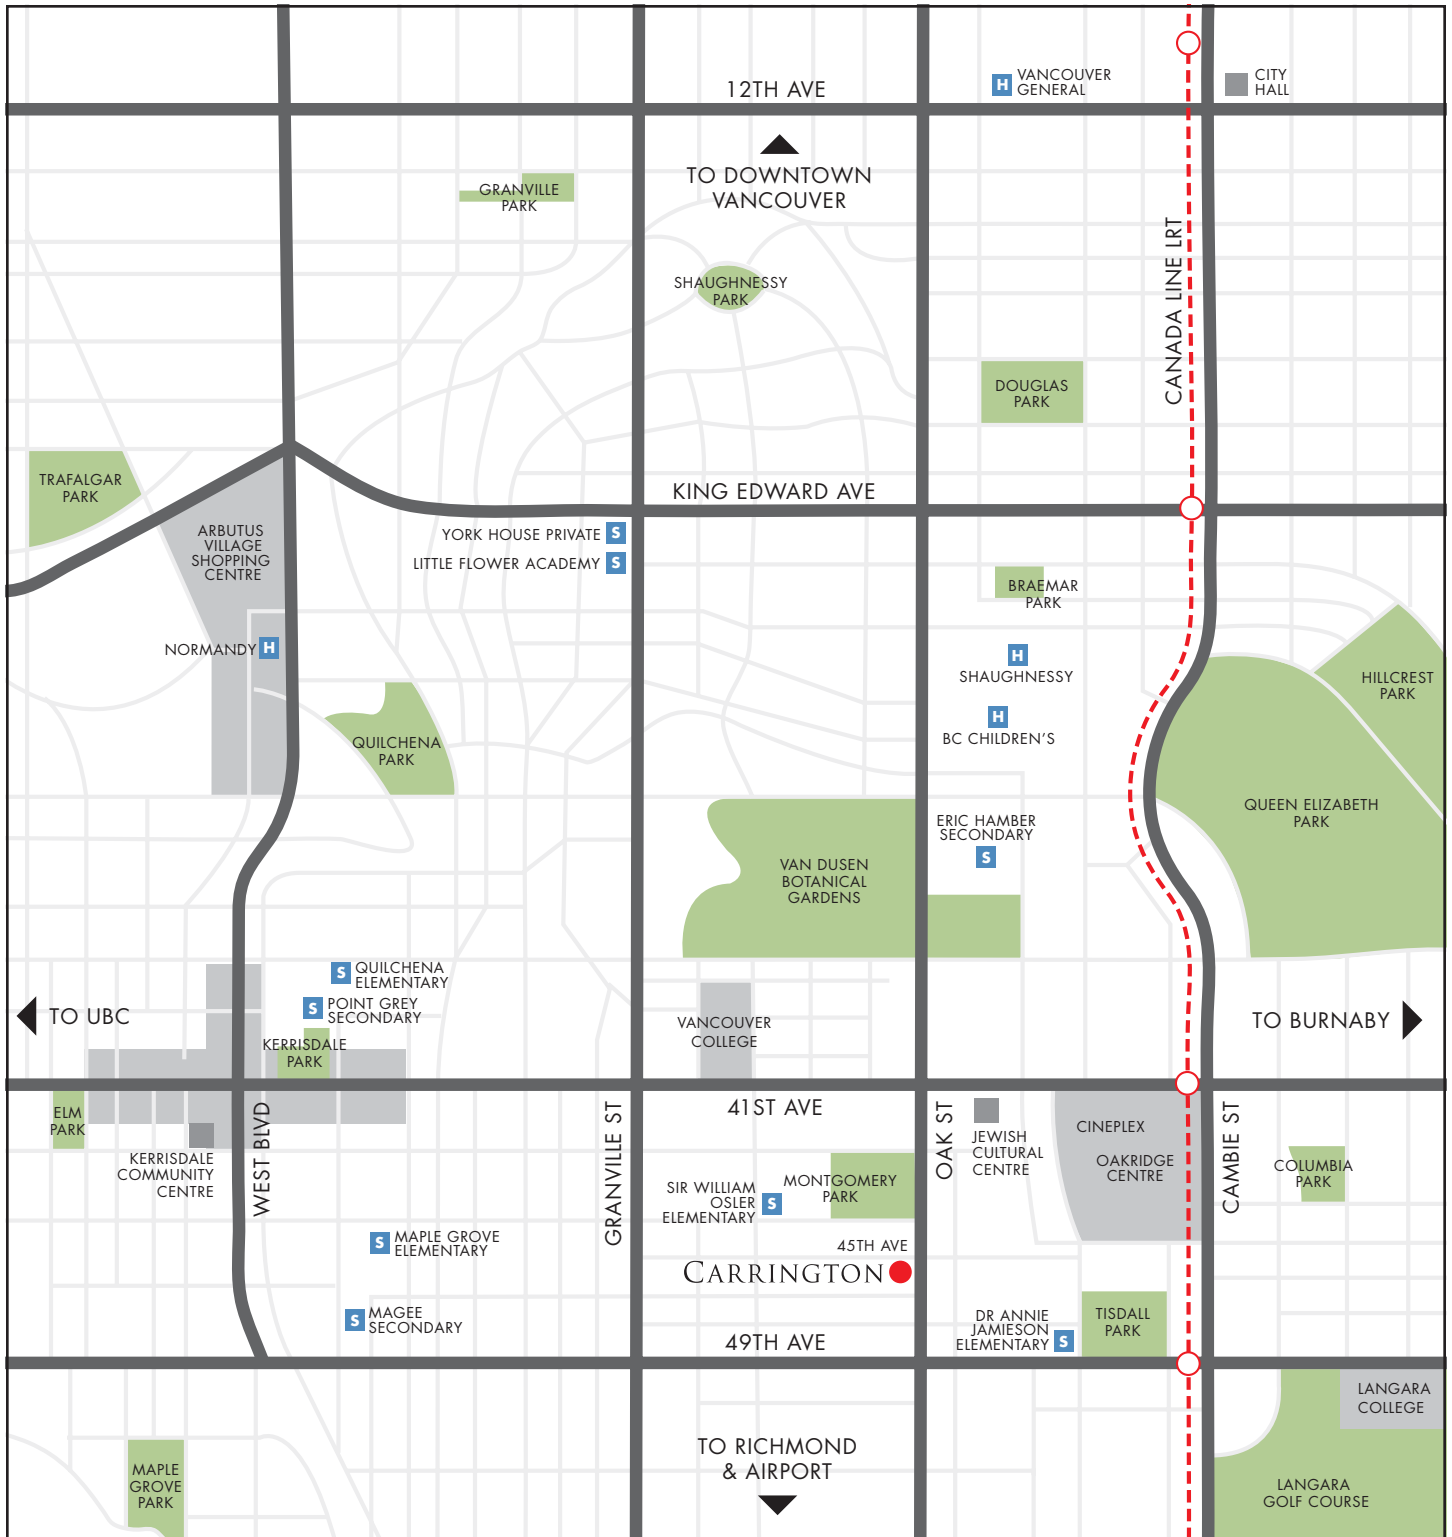 12TH AVE
H
VANCOUVER
GENERAL
CITY
HALL
TO DOWNTOWN
VANCOUVER
GRANVILLE
PARK
CANADA LINE LRT
SHAUGHNESSY
PARK
DOUGLAS
PARK
TRAFALGAR
PARK
KING EDWARD AVE
ARBUTUS
VILLAGE
SHOPPING
CENTRE
YORK HOUSE PRIVATE S
LITTLE FLOWER ACADEMY S
BRAEMAR
PARK
NORMANDY H
H
SHAUGHNESSY
HILLCREST
PARK
H
BC CHILDREN'S
QUILCHENA
PARK
QUEEN ELIZABETH
PARK
ERIC HAMBER
SECONDARY
S
VAN DUSEN
BOTANICAL
GARDENS
S
QUILCHENA
ELEMENTARY
S
POINT GREY
SECONDARY
TO UBC
VANCOUVER
COLLEGE
TO BURNABY
KERRISDALE
PARK
41ST AVE
ELM
PARK
WEST BLVD
GRANVILLE ST
OAK ST
CAMBIE ST
JEWISH
CULTURAL
CENTRE
CINEPLEX
OAKRIDGE
CENTRE
COLUMBIA
PARK
KERRISDALE
COMMUNITY
CENTRE
SIR WILLIAM
OSLER
ELEMENTARY
S
MONTGOMERY
PARK
S
MAPLE GROVE
ELEMENTARY
45TH AVE
CARRINGTON
S
MAGEE
SECONDARY
DR ANNIE
JAMIESON
ELEMENTARY
S
TISDALL
PARK
49TH AVE
LANGARA
COLLEGE
TO RICHMOND
& AIRPORT
MAPLE
GROVE
PARK
LANGARA
GOLF COURSE